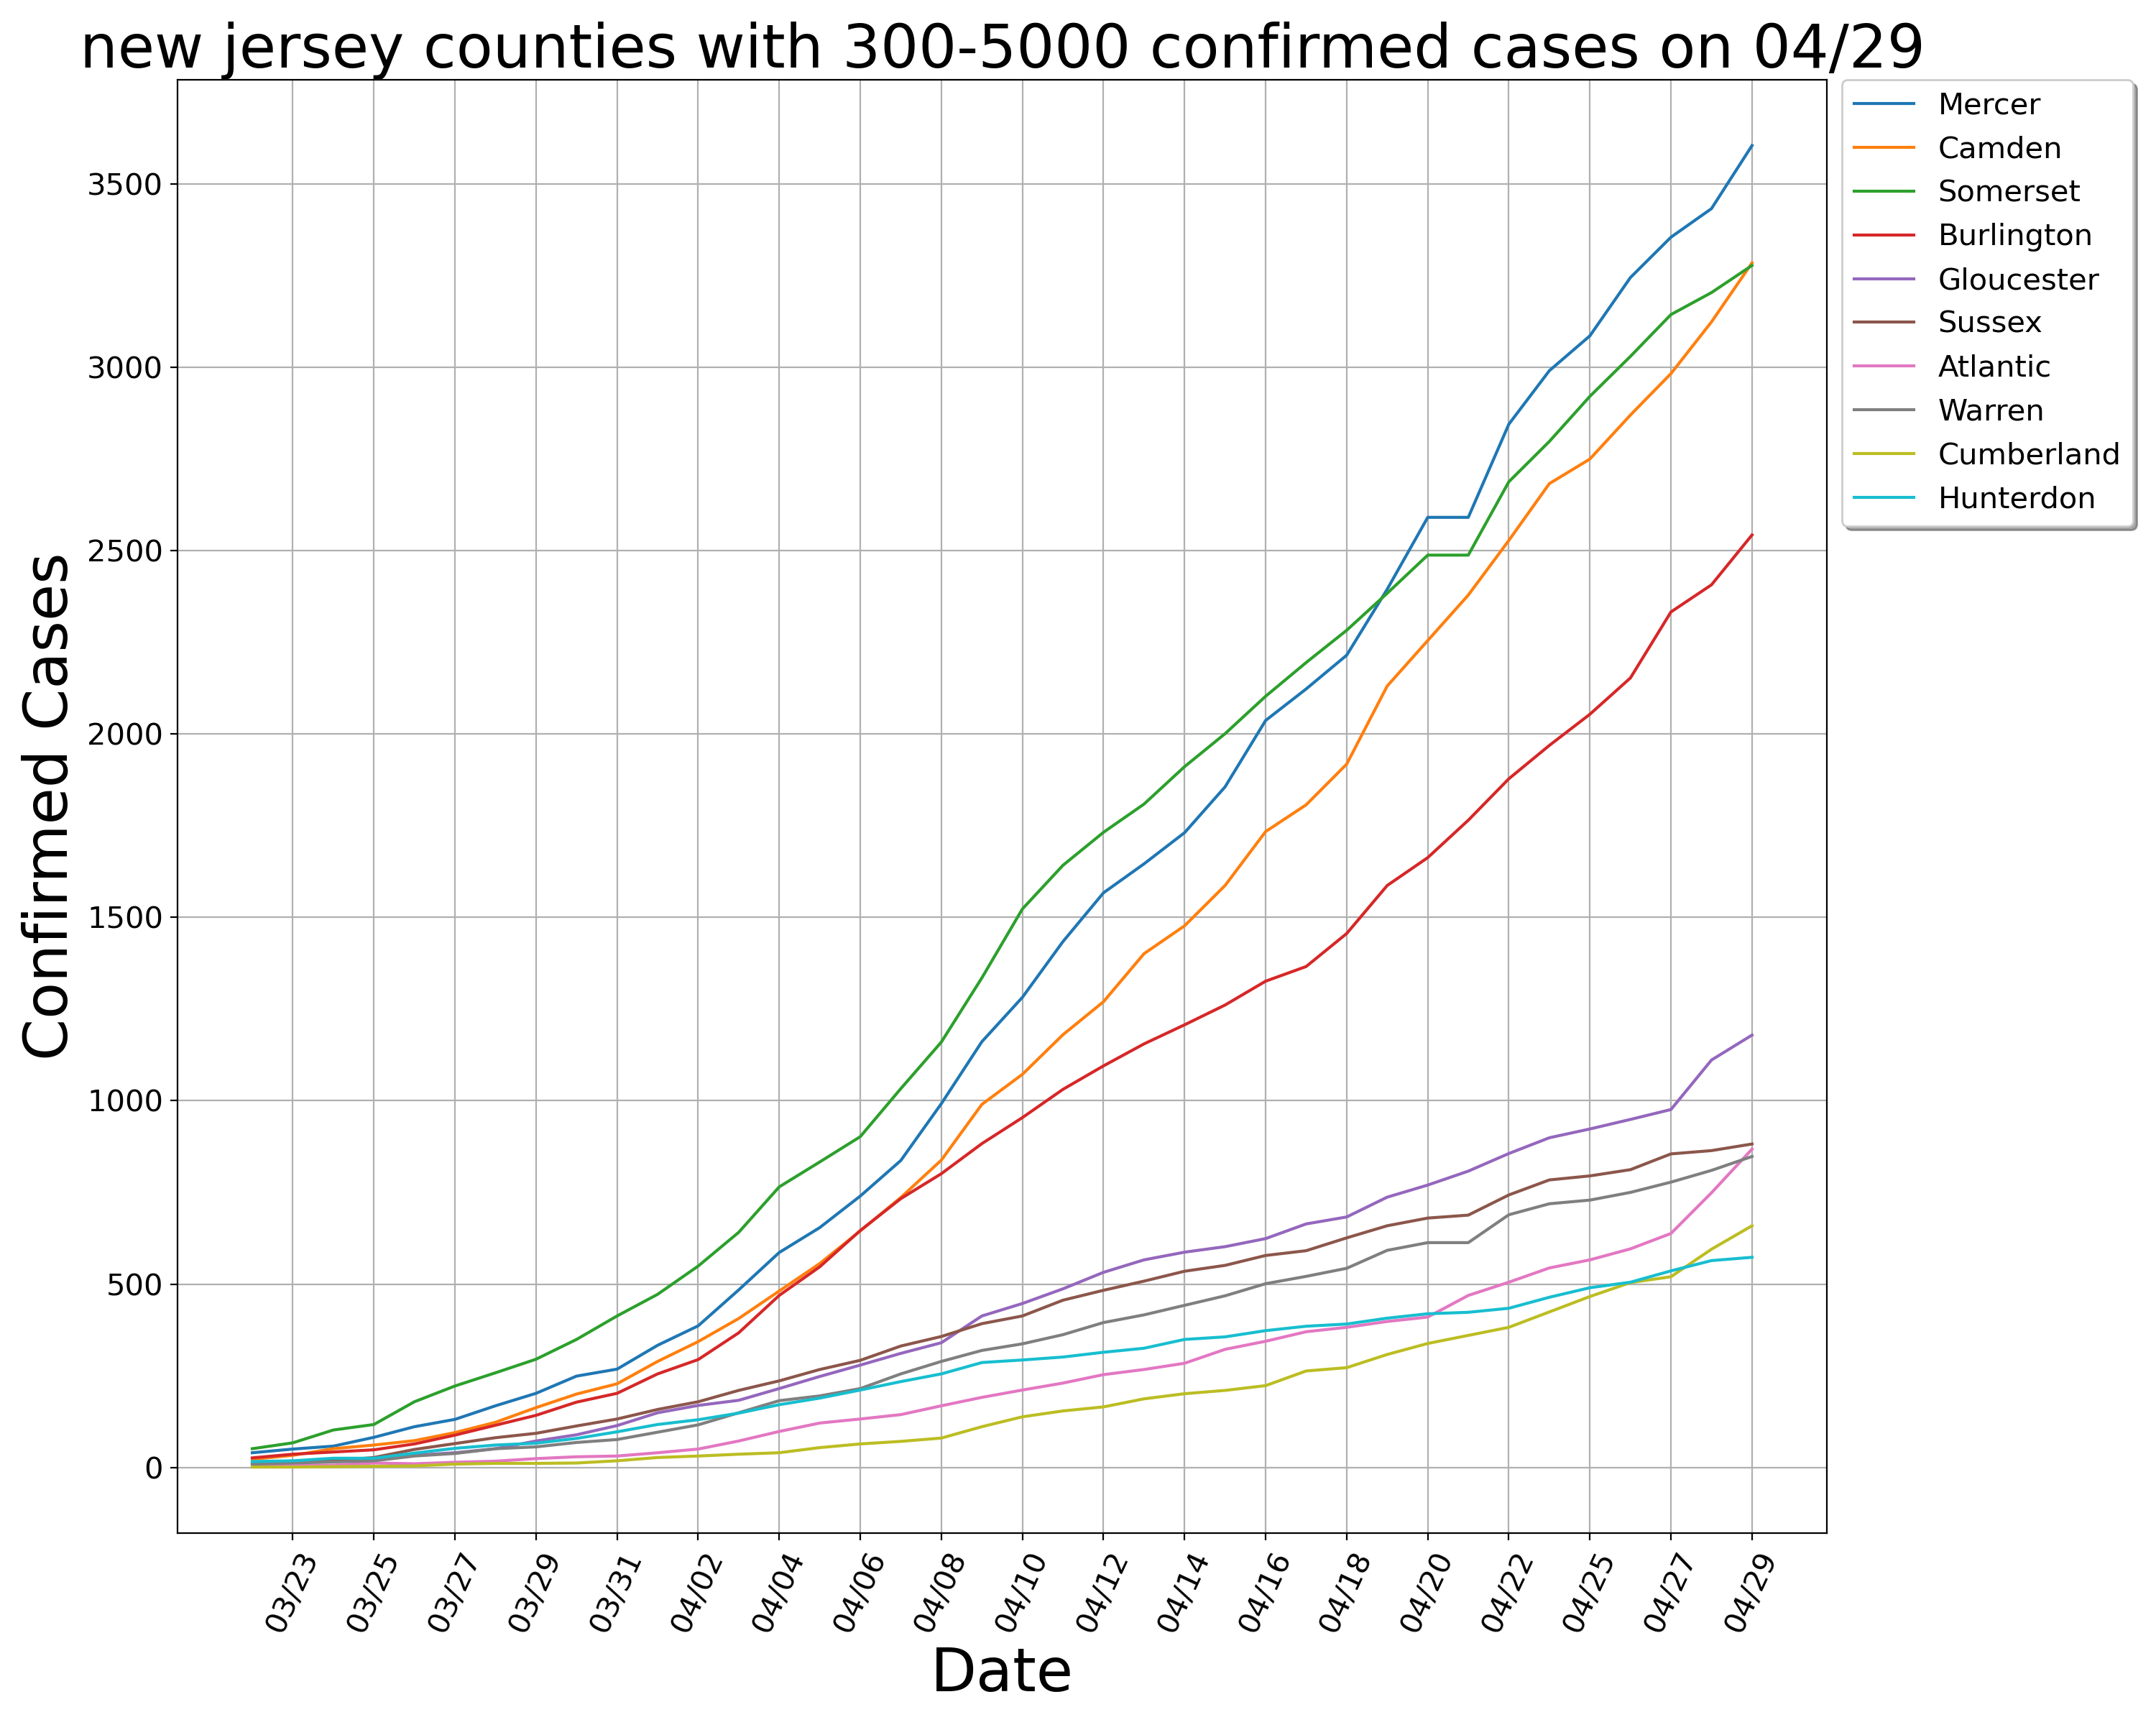 new jersey counties with 300-5000 confirmed cases on 04/29
Mercer
Camden
Somerset
Burlington
Gloucester
Sussex
Atlantic
Warren
Cumberland
Hunterdon
Confirmed Cases
3500
3000
2500
2000
1500
1000
500
0
03/23
03/25
03/27
03/29
03/31
04/02
04/04
04/06
04/08
04/10
04/12
04/14
04/16
04/18
04/20
04/22
04/25
04/27
04/29
Date